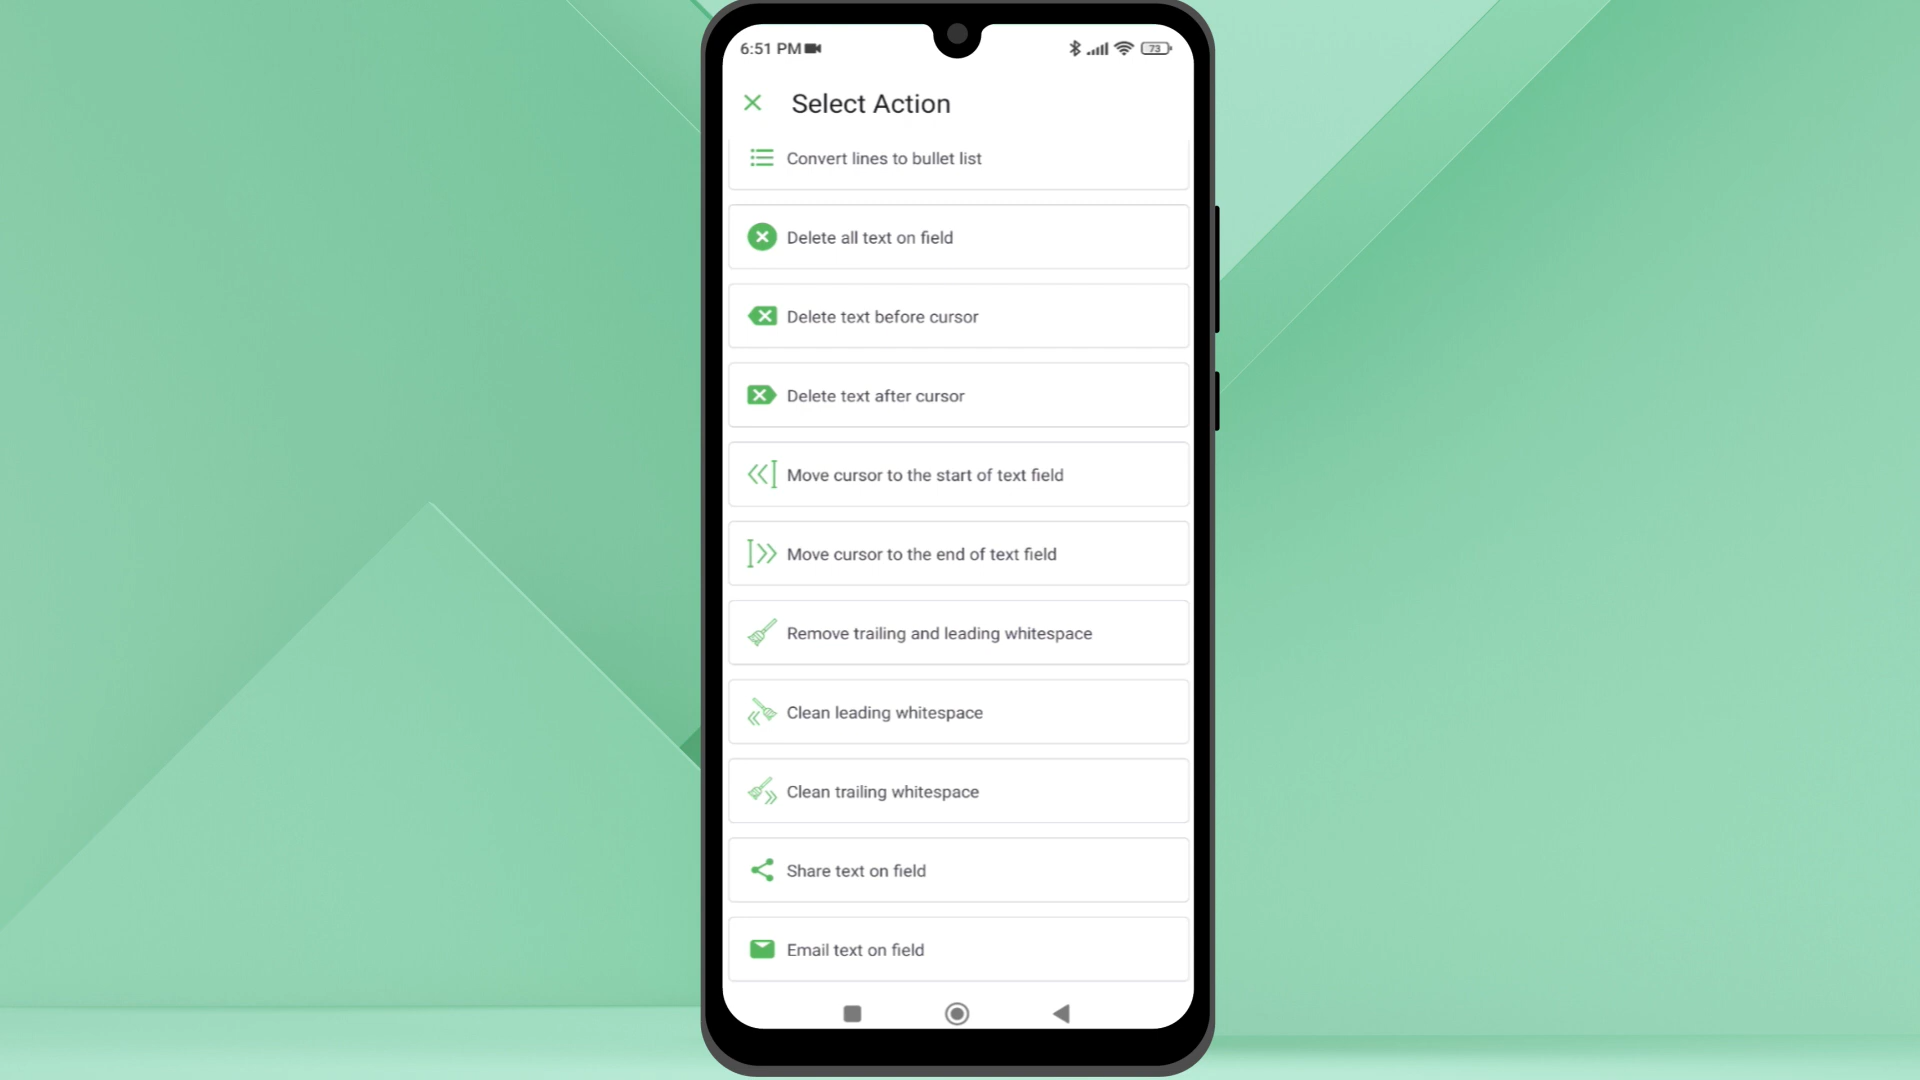 6:51 PM
73
Select Action
Convert lines to bullet list
Delete all text on field
Delete text before cursor
Delete text after cursor
Move cursor to the start of text field
Move cursor to the end of text field
Remove trailing and leading whitespace
Clean leading whitespace
Clean trailing whitespace
Share text on field
Email text on field